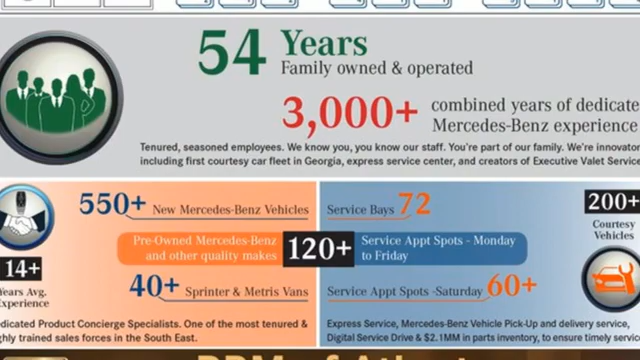 54 Years
Family owned & operated
3,000+ combined years of dedicate
Mercedes-Benz experience
Tenured, seasoned employees. We know you, you know our staff. You're part of our family. We're innovator
including first courtesy car fleet in Georgia, express service center, and creators of Executive Valet Service
550+ New Mercedes-Benz Vehicles
Pre-Owned Mercedes-Benz
and other quality makes
40+ Sprinter & Metris Vans
14+
Years Avg.
Experience
edicated Product Concierge Specialists. One of the most tenured &
ghly trained sales forces in the South East.
120+
Service Bays 72
Service Appt Spots - Monday
to Friday
Service Appt Spots -Saturday 60+
200+
Courtesy
Vehicles
Express Service, Mercedes-Benz Vehicle Pick-Up and delivery service,
Digital Service Drive & $2.1MM in parts inventory, to ensure timely service